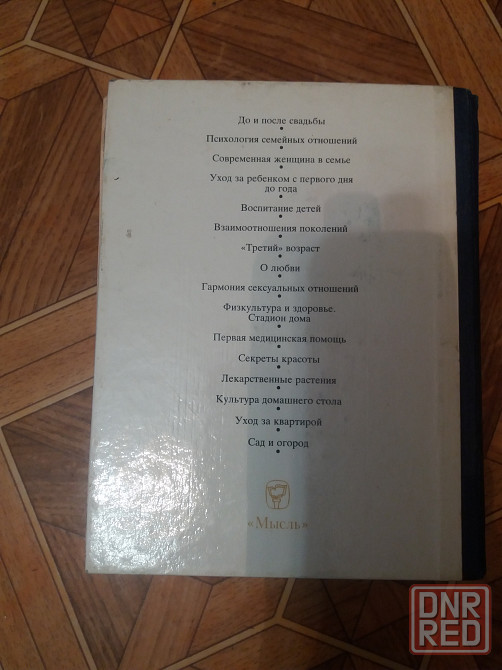 До и после свадьбы
Психология семейных отношений
Современная женщина в семье
Уход за ребенком с первого дня
до года
Воспитание детей
Взаимоотношения поколений
«Третий» возраст
О любви
Гармония сексуальных отношений
Физкультура и здоровье.
Стадион дома
Первая медицинская помощь
Секреты красоты
Лекарственные растения
Культура домашнего стола
Уход за квартирой
Сад и огород
«Мысль»
DNR
RED